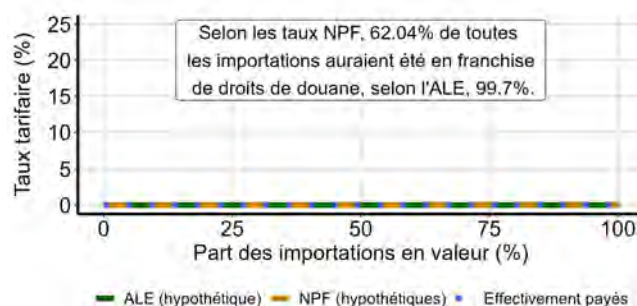 Taux tarifaire (%)
25
20
15
10
5
0
Selon les taux NPF, 62.04% de toutes
les importations auraient été en franchise
de droits de douane, selon l'ALE, 99.7%.
0 25 50 75 100
Part des importations en valeur (%)
ALE (hypothétique) NPF (hypothétiques) Effectivement payés